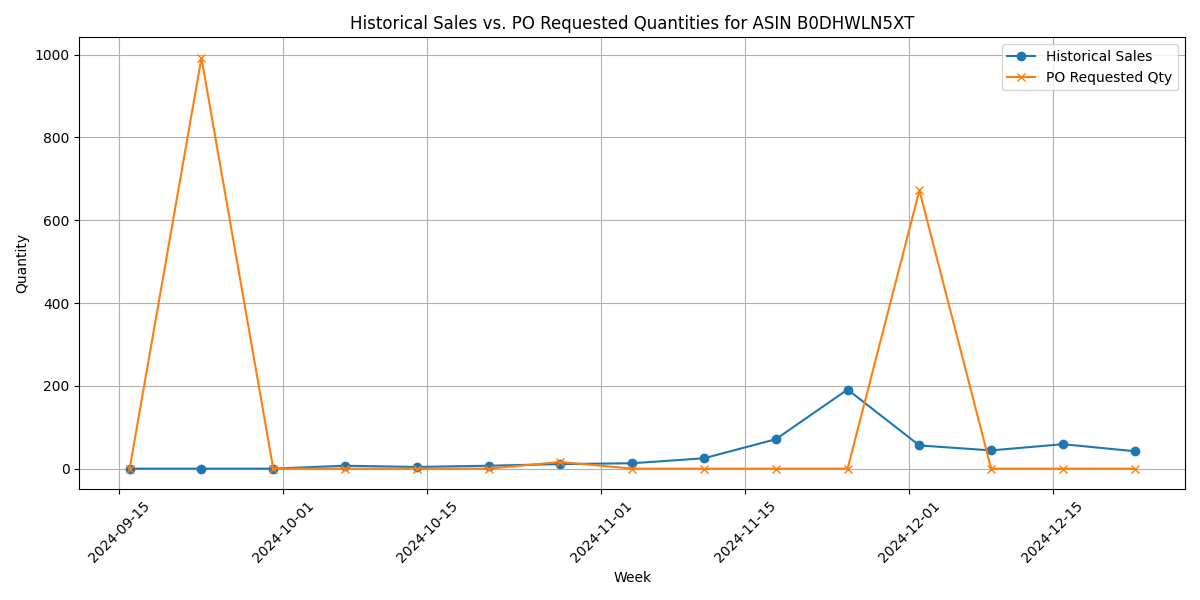 Historical Sales vs. PO Requested Quantities for ASIN B0DHWLN5XT
Historical Sales
PO Requested Qty
Quantity
1000
800
600
400
200
0
2024-09-15
2024-10-01
2024-10-15
2024-11-01
2024-11-15
2024-12-01
2024-12-15
Week